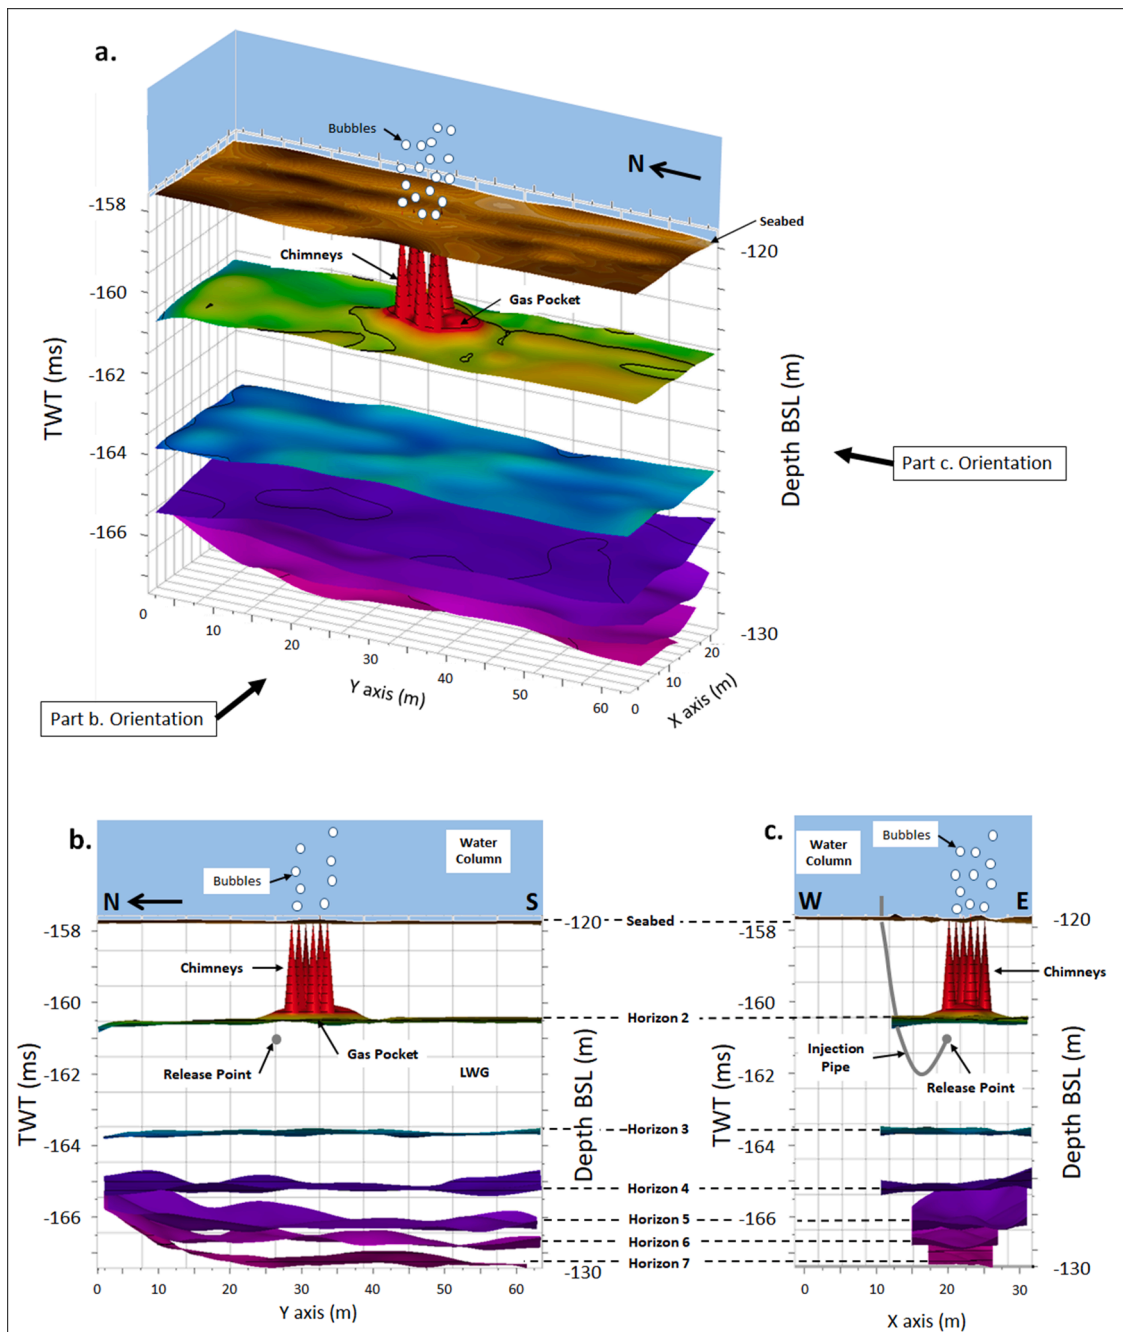 a.
Bubbles
N
Seabed
-158
-120
Chimneys
-160
Gas Pocket
-162
TWT (ms)
Depth BSL (m)
-164
Part c. Orientation
-166
0
10
20
30
40
50
60
Y axis (m)
-130
20
10
0
X axis (m)
Part b. Orientation
b.
Water
Column
Bubbles
N
S
-158
-120
Chimneys
-160
Gas Pocket
Release Point
LWG
-162
TWT (ms)
Depth BSL (m)
-164
-166
-130
0
10
20
30
40
50
60
Y axis (m)
Seabed
Horizon 2
Horizon 3
Horizon 4
Horizon 5
Horizon 6
Horizon 7
c.
Bubbles
Water
Column
W
E
-158
-120
Chimneys
-160
Injection
Pipe
Release Point
-162
TWT (ms)
Depth BSL (m)
-164
-166
-130
0
10
20
30
X axis (m)